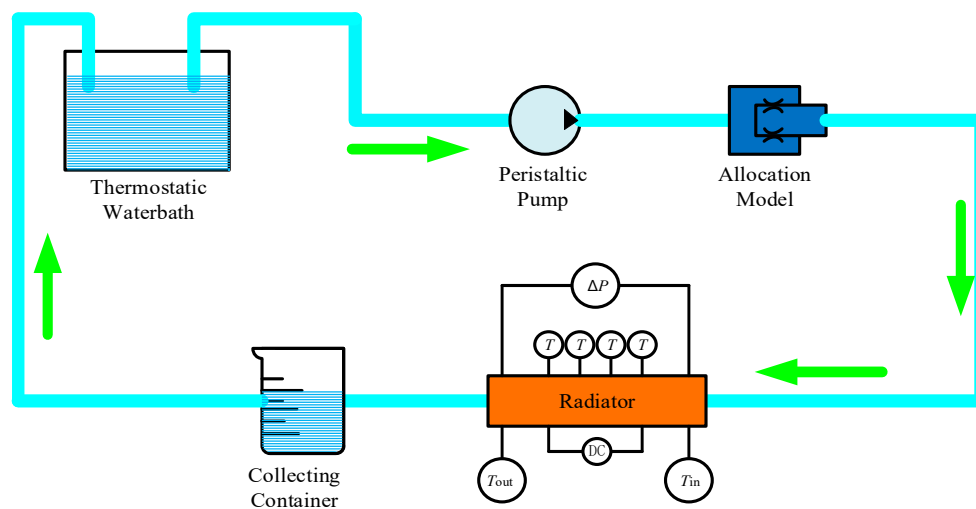 Thermostatic
Waterbath
Peristaltic
Pump
Allocation
Model
ΔP
T T T T
Radiator
DC
Tout
Tin
Collecting
Container